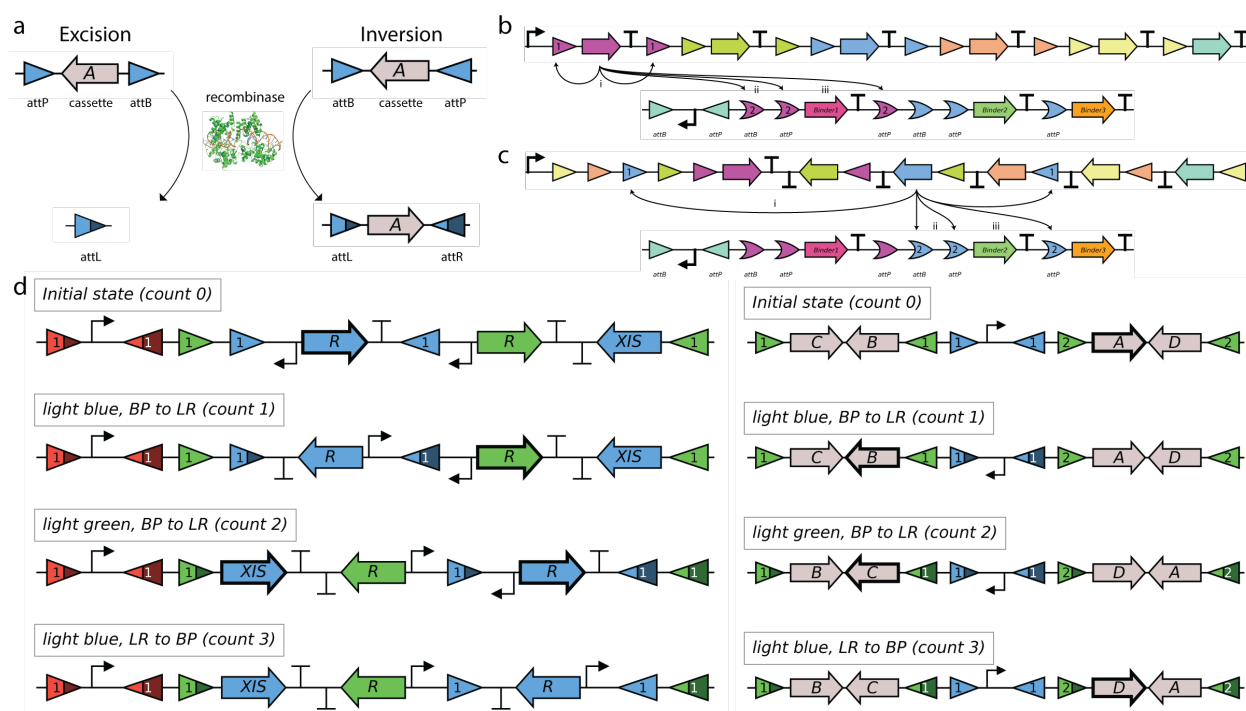 a
Excision
Inversion
A
A
attP
cassette
attB
attB
cassette
attP
recombinase
A
attL
attL
attR
b
1
1
i
ii
iii
2
2
Binder1
2
Binder2
Binder3
attB
attP
attB
attP
attP
attB
attP
attP
c
1
1
i
ii
iii
Binder1
2
2
Binder2
2
Binder3
attB
attP
attB
attP
attP
attB
attP
attP
d
Initial state (count 0)
1 1 1 1 R 1 R XIS 1
light blue, BP to LR (count 1)
1 1 1 1 R 1 R XIS 1
light green, BP to LR (count 2)
1 1 1 XIS R 1 R 1 1
light blue, LR to BP (count 3)
1 1 1 XIS R 1 R 1 1
Initial state (count 0)
1 C B 1 1 1 2 A D 2
light blue, BP to LR (count 1)
1 C B 1 1 1 2 A D 2
light green, BP to LR (count 2)
1 B C 1 1 1 2 D A 2
light blue, LR to BP (count 3)
1 B C 1 1 1 2 D A 2